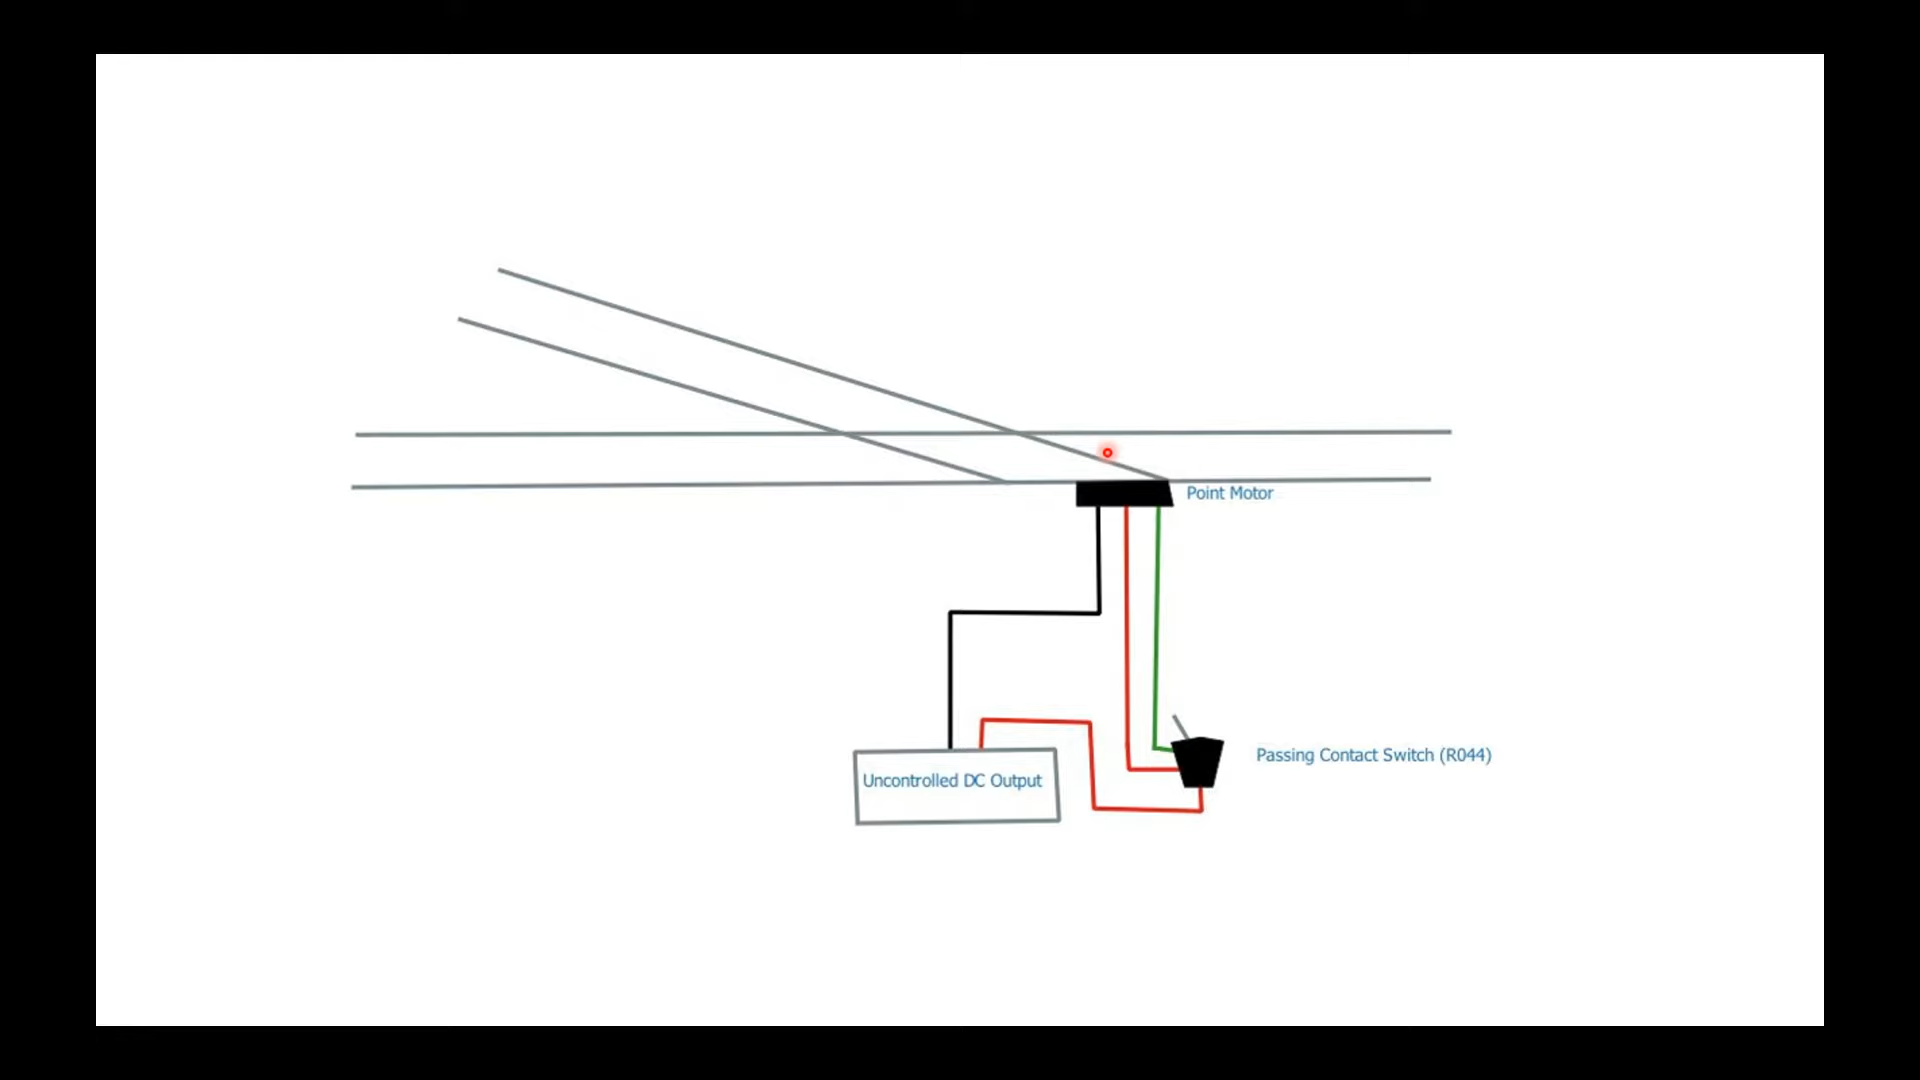 Point Motor
Passing Contact Switch (R044)
Uncontrolled DC Output